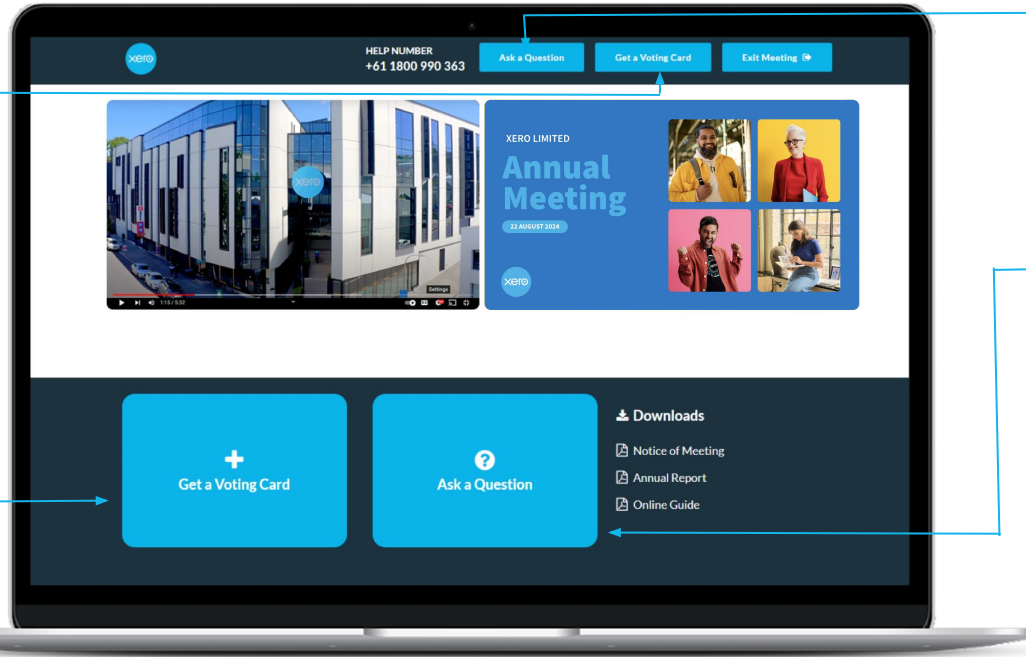 xero
HELP NUMBER
+61 1800 990 363
Ask a Question
Get a Voting Card
Exit Meeting
xero
Settings
1:15 / 5:32
XERO LIMITED
Annual
Meeting
22 AUGUST 2024
xero
Get a Voting Card
Ask a Question
Downloads
Notice of Meeting
Annual Report
Online Guide